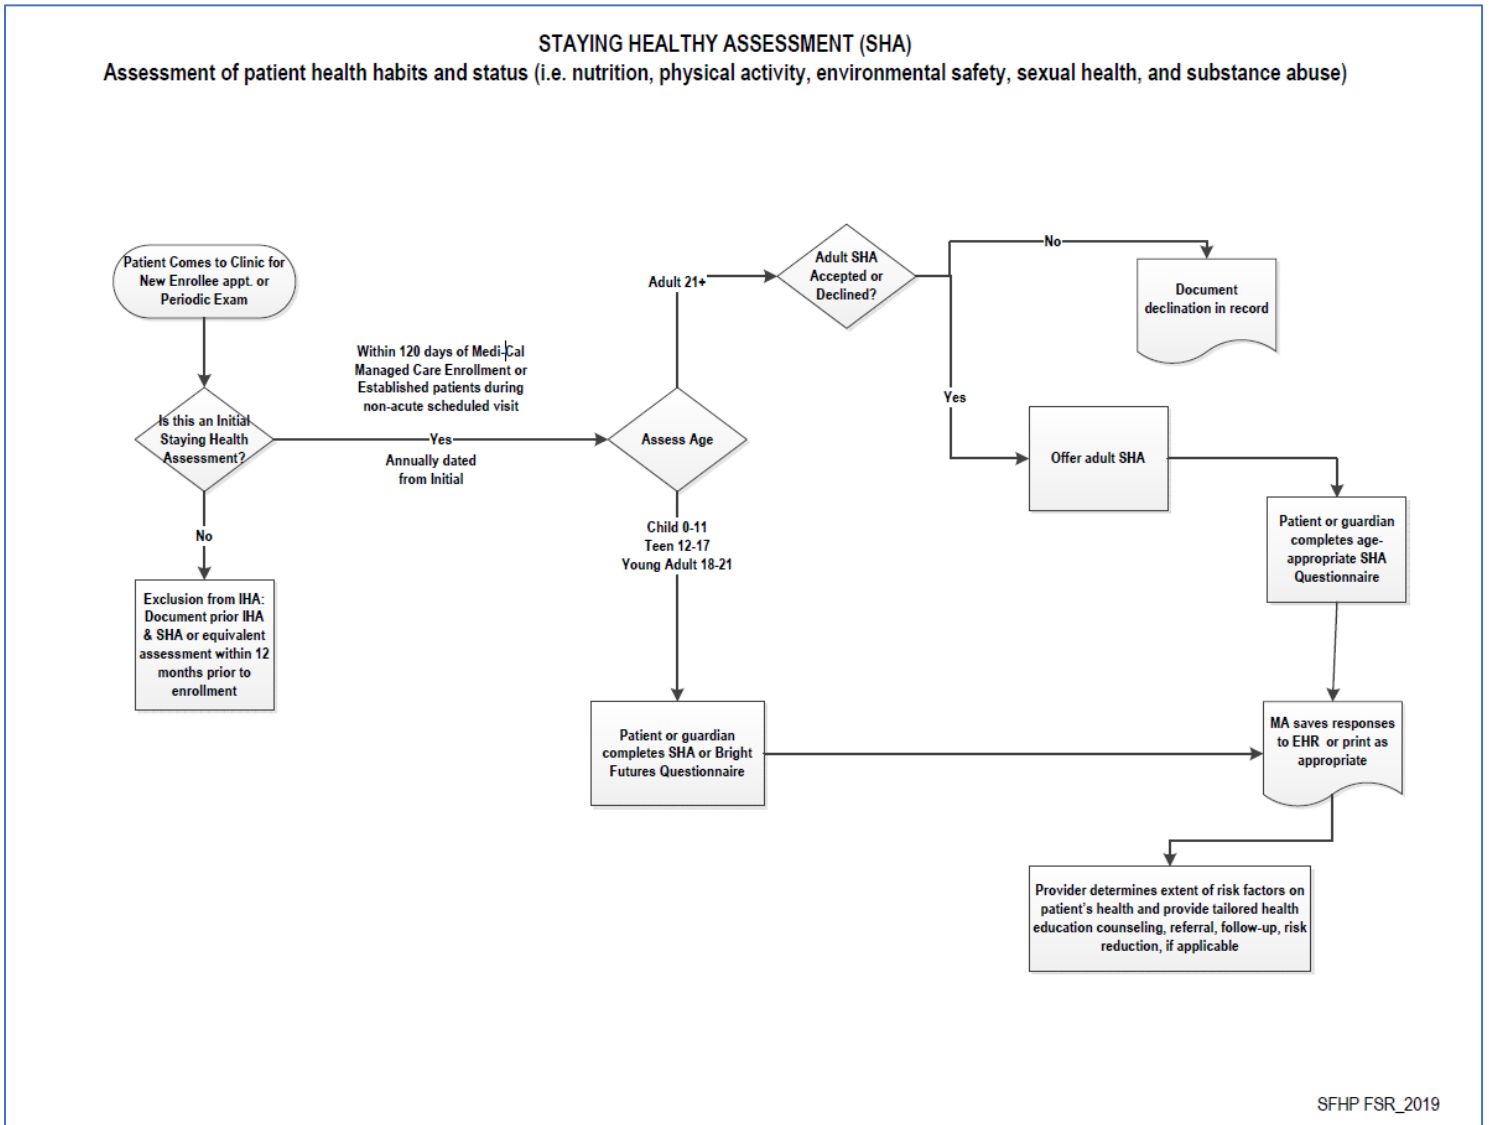 STAYING HEALTHY ASSESSMENT (SHA)
Assessment of patient health habits and status (i.e. nutrition, physical activity, environmental safety, sexual health, and substance abuse)
Patient Comes to Clinic for
New Enrollee appt. or
Periodic Exam
Is this an Initial
Staying Health
Assessment?
No
Exclusion from IHA:
Document prior IHA
& SHA or equivalent
assessment within 12
months prior to
enrollment
Within 120 days of Medi-Cal
Managed Care Enrollment or
Established patients during
non-acute scheduled visit
Yes
Annually dated
from Initial
Assess Age
Adult 21+
Adult SHA
Accepted or
Declined?
No
Document
declination in record
Yes
Offer adult SHA
Patient or guardian
completes age-
appropriate SHA
Questionnaire
Child 0-11
Teen 12-17
Young Adult 18-21
Patient or guardian
completes SHA or Bright
Futures Questionnaire
MA saves responses
to EHR or print as
appropriate
Provider determines extent of risk factors on
patient's health and provide tailored health
education counseling, referral, follow-up, risk
reduction, if applicable
SFHP FSR_2019